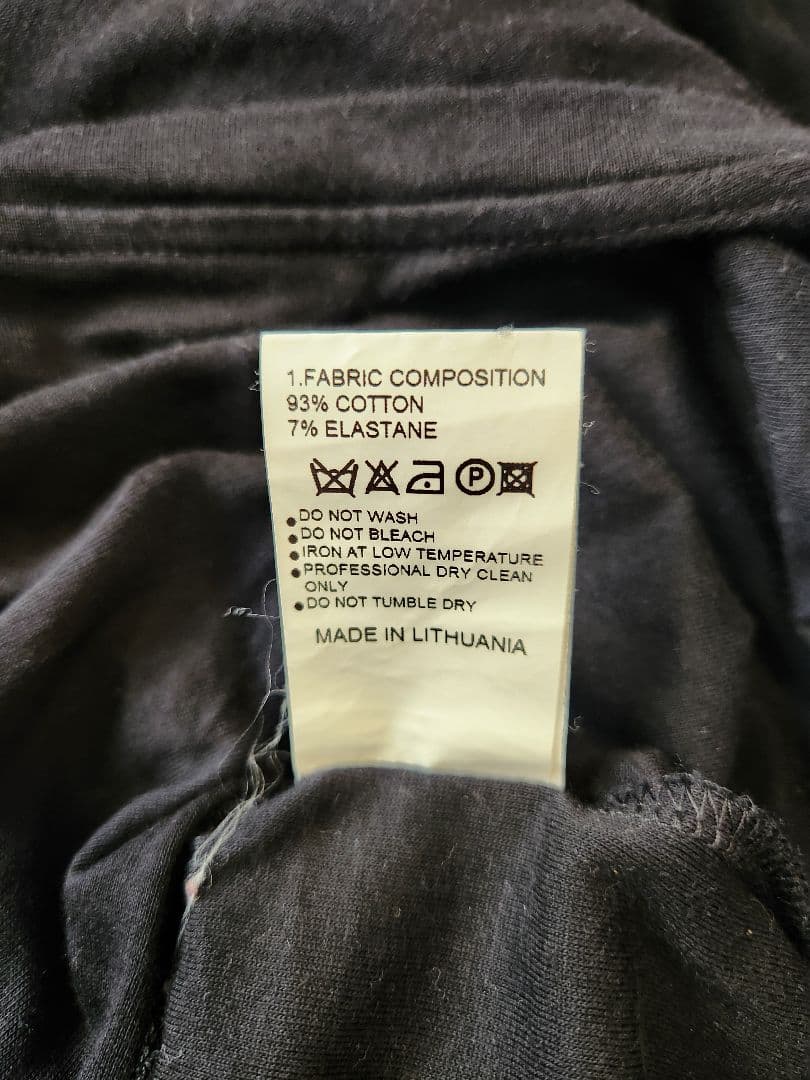 1.FABRIC COMPOSITION
93% COTTON
7% ELASTANE
P
●DO NOT WASH
●DO NOT BLEACH
●IRON AT LOW TEMPERATURE
●PROFESSIONAL DRY CLEAN
ONLY
●DO NOT TUMBLE DRY
MADE IN LITHUANIA